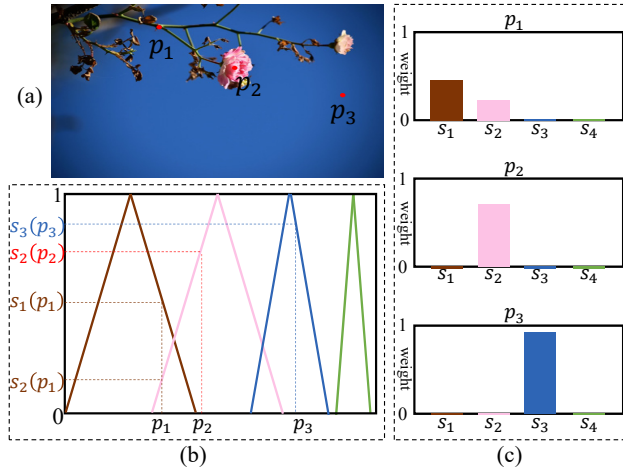 (a)
p₁
p₂
p₃
1
s₃(p₃)
s₂(p₂)
s₁(p₁)
s₂(p₁)
0
p₁ p₂ p₃
(b)
p₁
1
weight
0
s₁ s₂ s₃ s₄
p₂
1
weight
0
s₁ s₂ s₃ s₄
p₃
1
weight
0
s₁ s₂ s₃ s₄
(c)